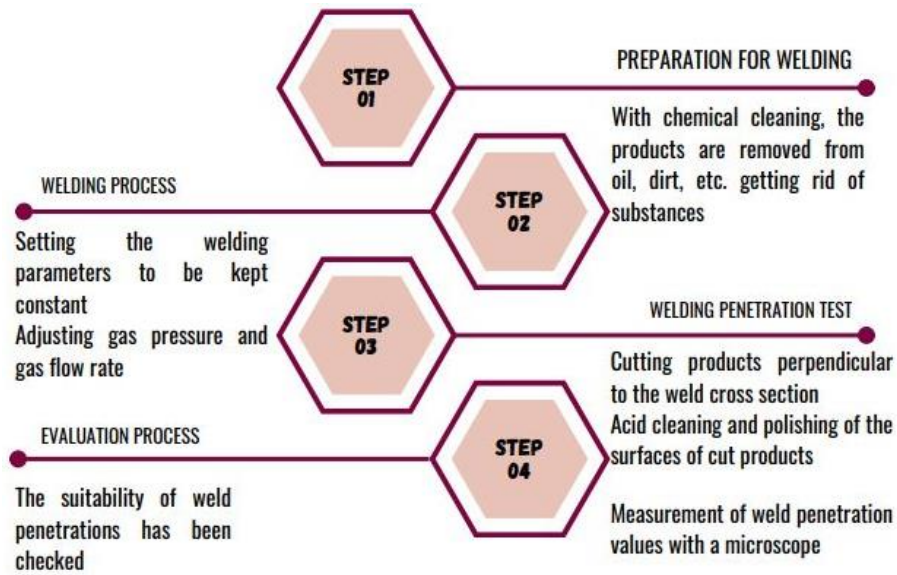 STEP
01
PREPARATION FOR WELDING
With chemical cleaning, the
products are removed from
oil, dirt, etc. getting rid of
substances
STEP
02
WELDING PROCESS
Setting the welding
parameters to be kept
constant
Adjusting gas pressure and
gas flow rate
STEP
03
WELDING PENETRATION TEST
Cutting products perpendicular
to the weld cross section
Acid cleaning and polishing of the
surfaces of cut products
Measurement of weld penetration
values with a microscope
STEP
04
EVALUATION PROCESS
The suitability of weld
penetrations has been
checked